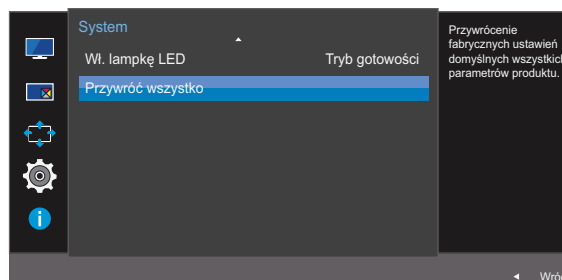 System
Wł. lampkę LED Tryb gotowości
Przywróć wszystko
Przywrócenie
fabrycznych ustawień
domyślnych wszystkich
parametrów produktu.